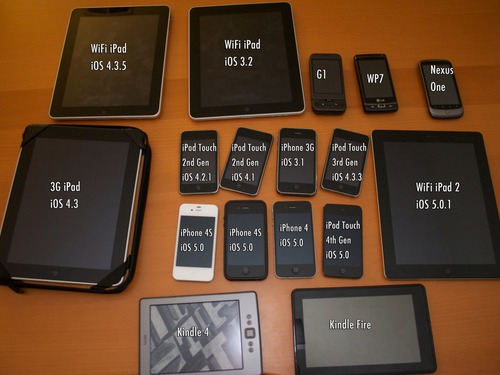 WiFi iPad
iOS 4.3.5
WiFi iPad
iOS 3.2
G1
WP7
Nexus
One
3G iPad
iOS 4.3
iPod Touch
2nd Gen
iOS 4.2.1
iPod Touch
2nd Gen
iOS 4.1
iPhone 3G
iOS 3.1
iPod Touch
3rd Gen
iOS 4.3.3
WiFi iPad 2
iOS 5.0.1
iPhone 4S
iOS 5.0
iPhone 4S
iOS 5.0
iPhone 4
iOS 5.0
iPod Touch
4th Gen
iOS 5.0
Kindle 4
Kindle Fire